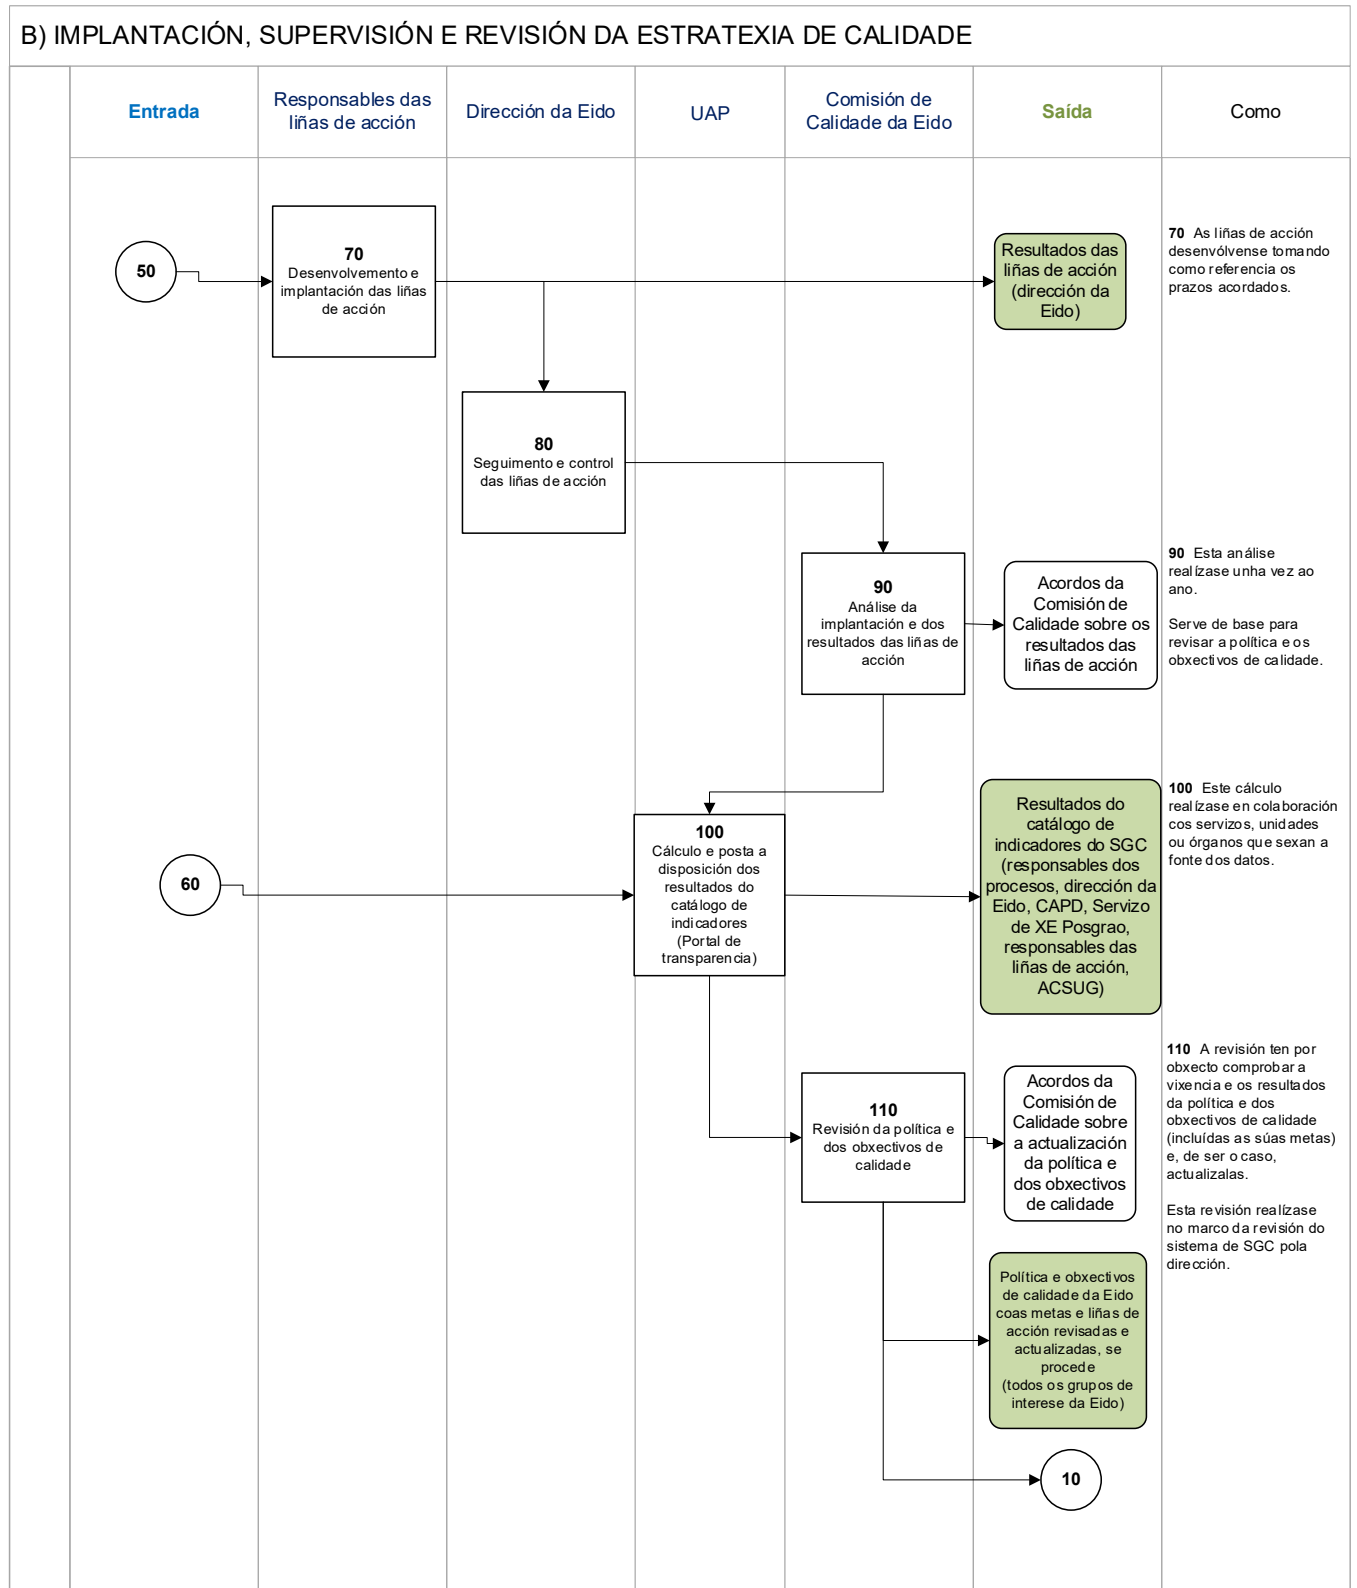 B) IMPLANTACIÓN, SUPERVISIÓN E REVISIÓN DA ESTRATEXIA DE CALIDADE
Entrada
Responsables das
liñas de acción
Dirección da Eido
UAP
Comisión de
Calidade da Eido
Saída
Como
50
70
Desenvolvemento e
implantación das liñas
de acción
Resultados das
liñas de acción
(dirección da
Eido)
70 As liñas de acción
desenvólvense tomando
como referencia os
prazos acordados.
80
Seguimento e control
das liñas de acción
90
Análise da
implantación e dos
resultados das liñas de
acción
Acordos da
Comisión de
Calidade sobre os
resultados das
liñas de acción
90 Esta análise
realízase unha vez ao
ano.
Serve de base para
revisar a política e os
obxectivos de calidade.
60
100
Cálculo e posta a
disposición dos
resultados do
catálogo de
indicadores
(Portal de
transparencia)
Resultados do
catálogo de
indicadores do SGC
(responsables dos
procesos, dirección da
Eido, CAPD, Servizo
de XE Posgrao,
responsables das
liñas de acción,
ACSUG)
100 Este cálculo
realízase en colaboración
cos servizos, unidades
ou órganos que sexan a
fonte dos datos.
110
Revisión da política e
dos obxectivos de
calidade
Acordos da
Comisión de
Calidade sobre
a actualización
da política e
dos obxectivos
de calidade
110 A revisión ten por
obxecto comprobar a
vixencia e os resultados
da política e dos
obxectivos de calidade
(incluídas as súas metas)
e, de ser o caso,
actualizalas.
Esta revisión realízase
no marco da revisión do
sistema de SGC pola
dirección.
Política e obxectivos
de calidade da Eido
coas metas e liñas de
acción revisadas e
actualizadas, se
procede
(todos os grupos de
interese da Eido)
10